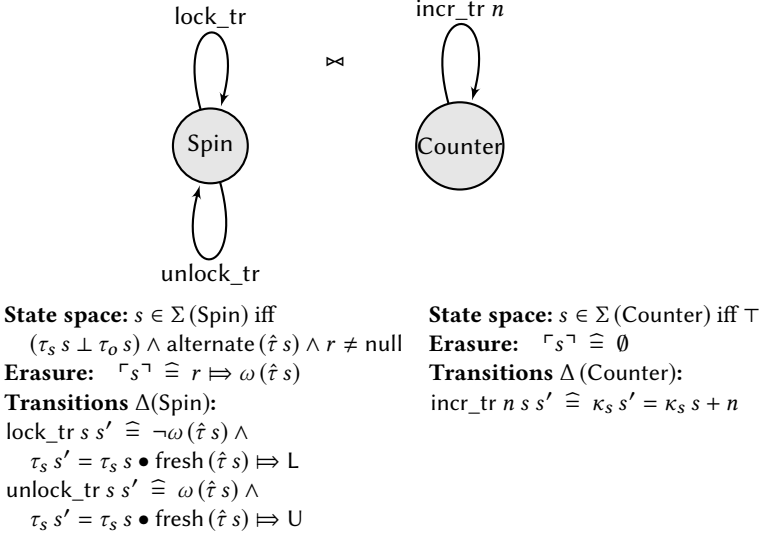 lock_tr
incr_tr n
⋈
Spin
Counter
unlock_tr
State space: s ∈ Σ (Spin) iff
(τₛ s ⊥ τₒ s) ∧ alternate (τ̂ s) ∧ r ≠ null
Erasure: ⌜s⌝ ≙ r ⤇ ω (τ̂ s)
Transitions Δ(Spin):
lock_tr s s′ ≙ ¬ω (τ̂ s) ∧
τₛ s′ = τₛ s • fresh (τ̂ s) ⤇ L
unlock_tr s s′ ≙ ω (τ̂ s) ∧
τₛ s′ = τₛ s • fresh (τ̂ s) ⤇ U
State space: s ∈ Σ (Counter) iff ⊤
Erasure: ⌜s⌝ ≙ ∅
Transitions Δ (Counter):
incr_tr n s s′ ≙ κₛ s′ = κₛ s + n